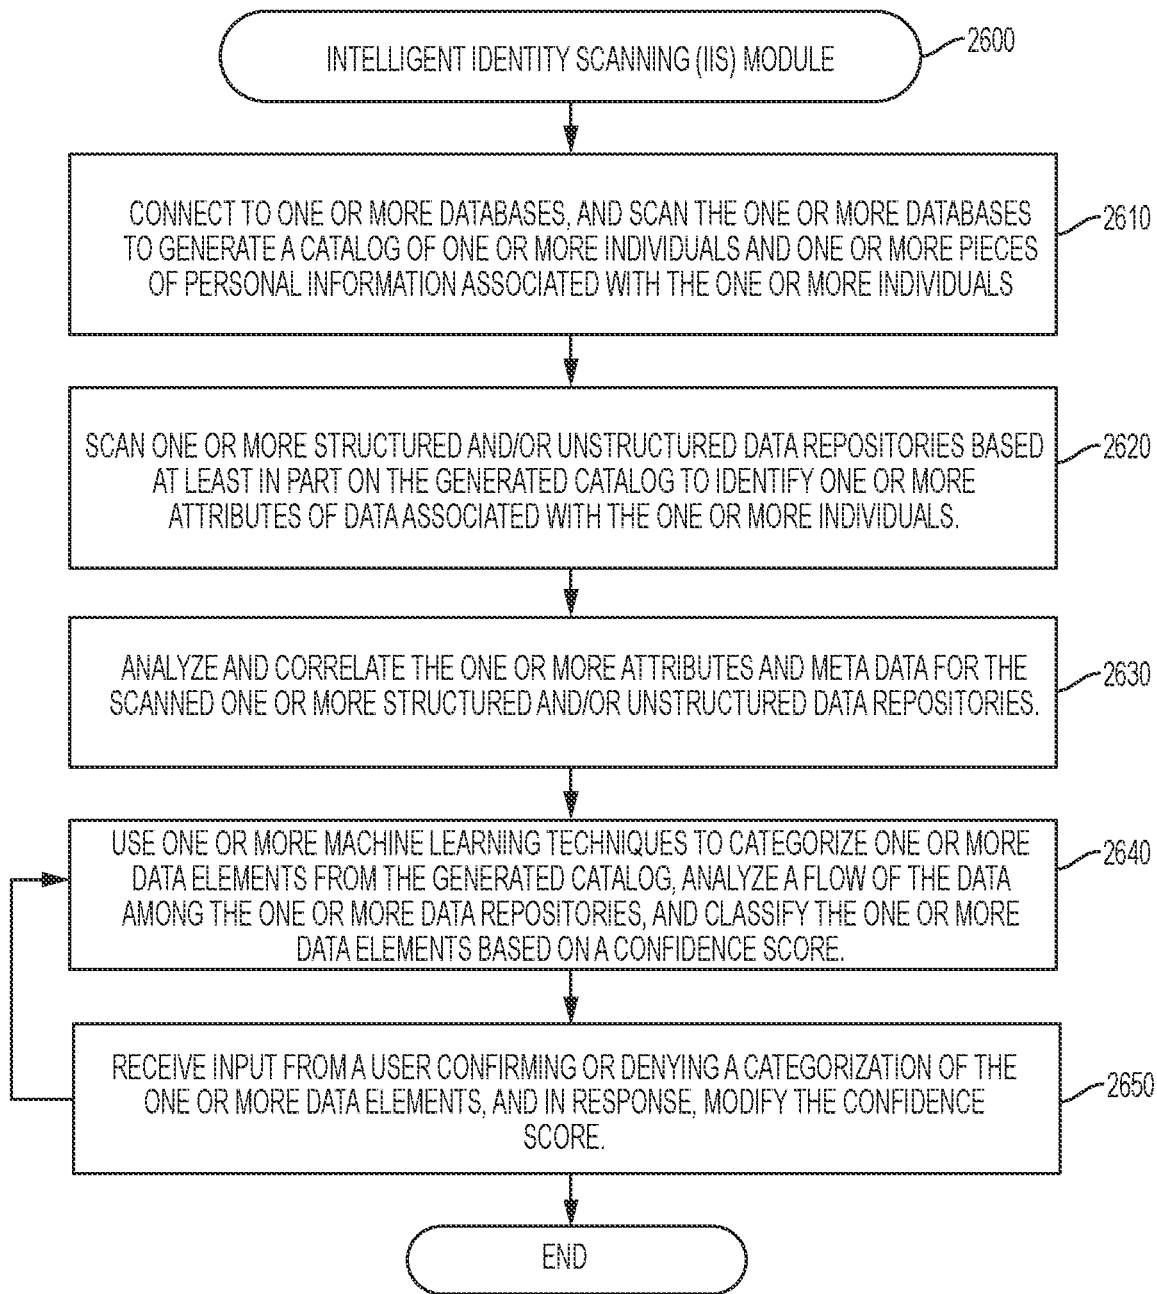 INTELLIGENT IDENTITY SCANNING (IIS) MODULE
2600
CONNECT TO ONE OR MORE DATABASES, AND SCAN THE ONE OR MORE DATABASES
TO GENERATE A CATALOG OF ONE OR MORE INDIVIDUALS AND ONE OR MORE PIECES
OF PERSONAL INFORMATION ASSOCIATED WITH THE ONE OR MORE INDIVIDUALS
2610
SCAN ONE OR MORE STRUCTURED AND/OR UNSTRUCTURED DATA REPOSITORIES BASED
AT LEAST IN PART ON THE GENERATED CATALOG TO IDENTIFY ONE OR MORE
ATTRIBUTES OF DATA ASSOCIATED WITH THE ONE OR MORE INDIVIDUALS.
2620
ANALYZE AND CORRELATE THE ONE OR MORE ATTRIBUTES AND META DATA FOR THE
SCANNED ONE OR MORE STRUCTURED AND/OR UNSTRUCTURED DATA REPOSITORIES.
2630
USE ONE OR MORE MACHINE LEARNING TECHNIQUES TO CATEGORIZE ONE OR MORE
DATA ELEMENTS FROM THE GENERATED CATALOG, ANALYZE A FLOW OF THE DATA
AMONG THE ONE OR MORE DATA REPOSITORIES, AND CLASSIFY THE ONE OR MORE
DATA ELEMENTS BASED ON A CONFIDENCE SCORE.
2640
RECEIVE INPUT FROM A USER CONFIRMING OR DENYING A CATEGORIZATION OF THE
ONE OR MORE DATA ELEMENTS, AND IN RESPONSE, MODIFY THE CONFIDENCE
SCORE.
2650
END